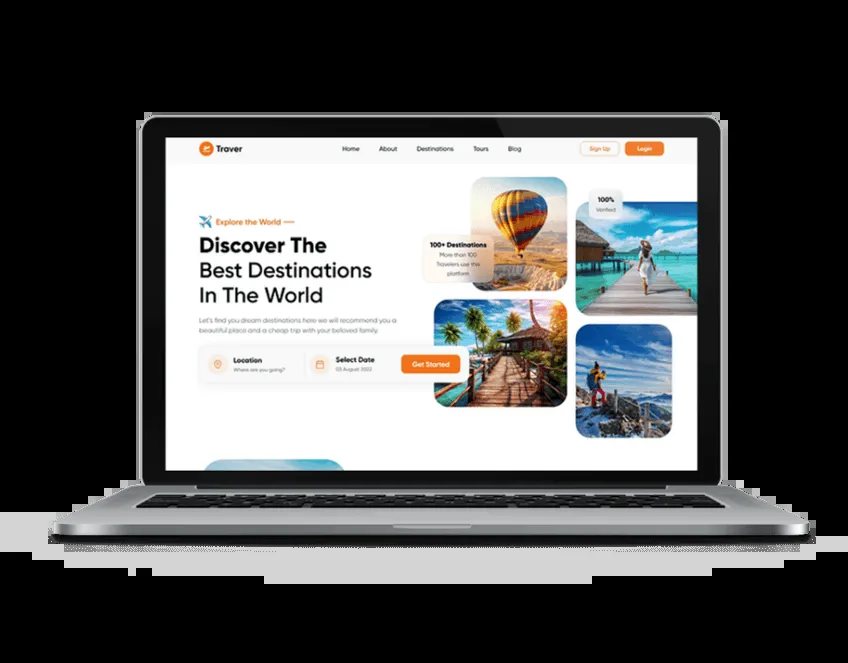 Traver
Home
About
Destinations
Tours
Blog
Sign Up
Login
Explore the World
Discover The
Best Destinations
In The World
Let's find you dream destinations here we will recommend you a
beautiful place and a cheap trip with your beloved family.
Location
Where are you going?
Select Date
03 August 2022
Get Started
100+ Destinations
More than 100
Travelers use this
platform
100%
Verified